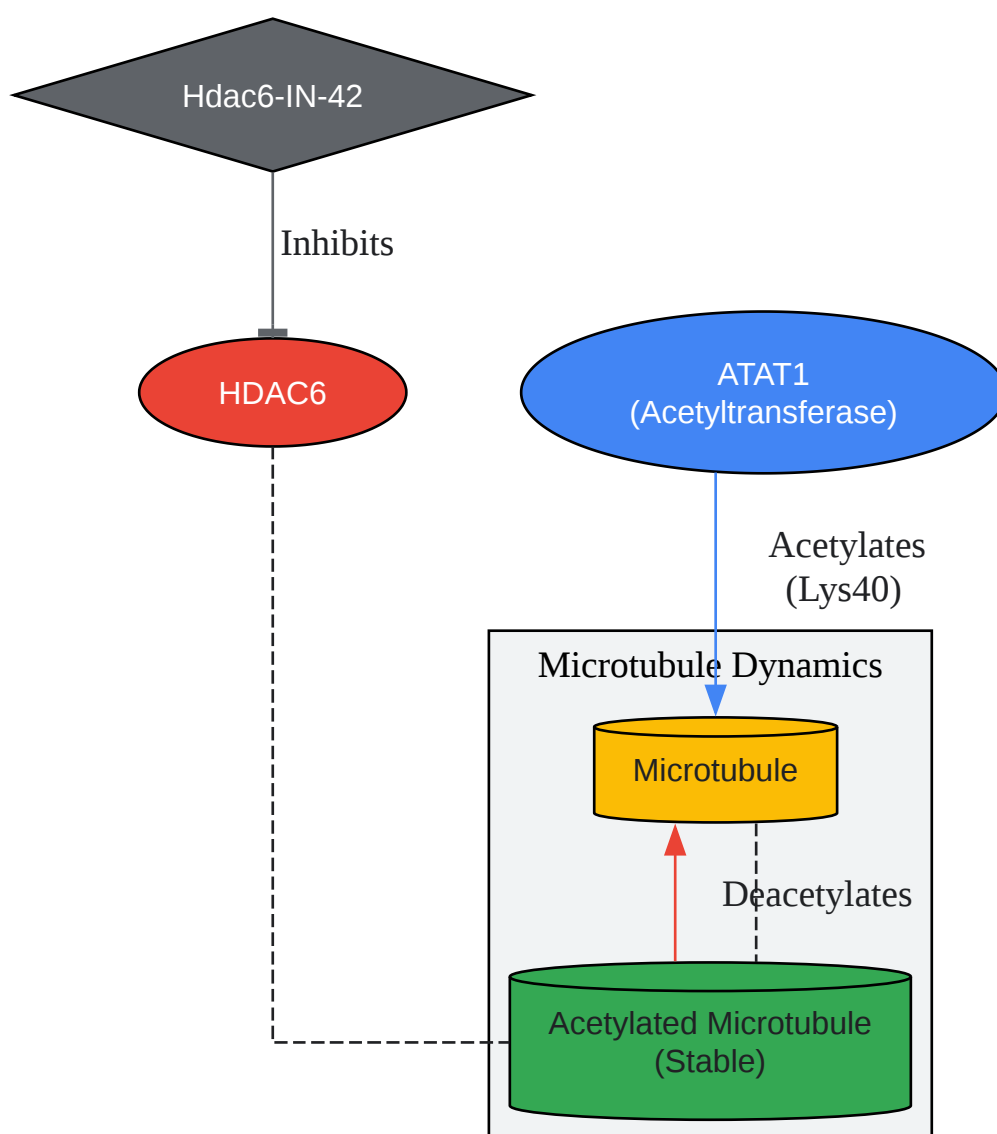 Hdac6-IN-42
Inhibits
HDAC6
ATAT1
(Acetyltransferase)
Acetylates
(Lys40)
Microtubule Dynamics
Microtubule
Deacetylates
Acetylated Microtubule
(Stable)